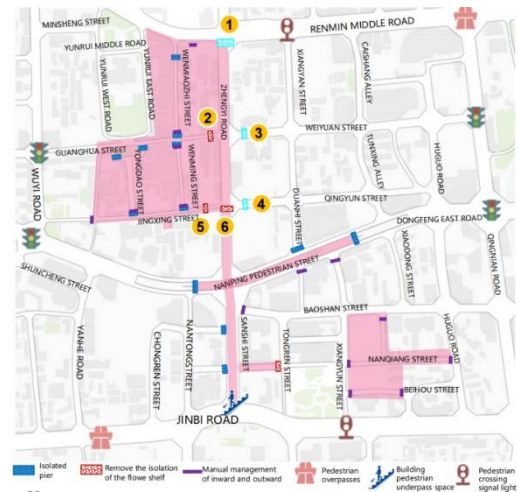 MINSHENG STREET
1
RENMIN MIDDLE ROAD
YUNRUI MIDDLE ROAD
YUNRUI WEST ROAD
YUNRUI EAST ROAD
WENMIAOZHI STREET
ZHENGYI ROAD
XIANGYAN STREET
CAISHANG ALLEY
2
3
WEIYUAN STREET
GUANGHUA STREET
WUYI ROAD
YONGDAO STREET
WENMING STREET
TUNXING ALLEY
HUGUO ROAD
4
QINGYUN STREET
DUANSHI STREET
JINGXING STREET
5
6
DONGFENG EAST ROAD
SHUNCHENG STREET
NANPING PEDESTRIAN STREET
XIAODONG STREET
QINGNIAN ROAD
YANHE ROAD
CHONGREN STREET
NANTONGSTREET
SANSHI STREET
BAOSHAN STREET
TONGREN STREET
XIANGYUN STREET
NANQIANG STREET
HUGUO ROAD
BEIHOU STREET
JINBI ROAD
Isolated pier
Remove the isolation of the flowe shelf
Manual management of inward and outward
Pedestrian overpasses
Building pedestrian underpass space
Pedestrian crossing signal light